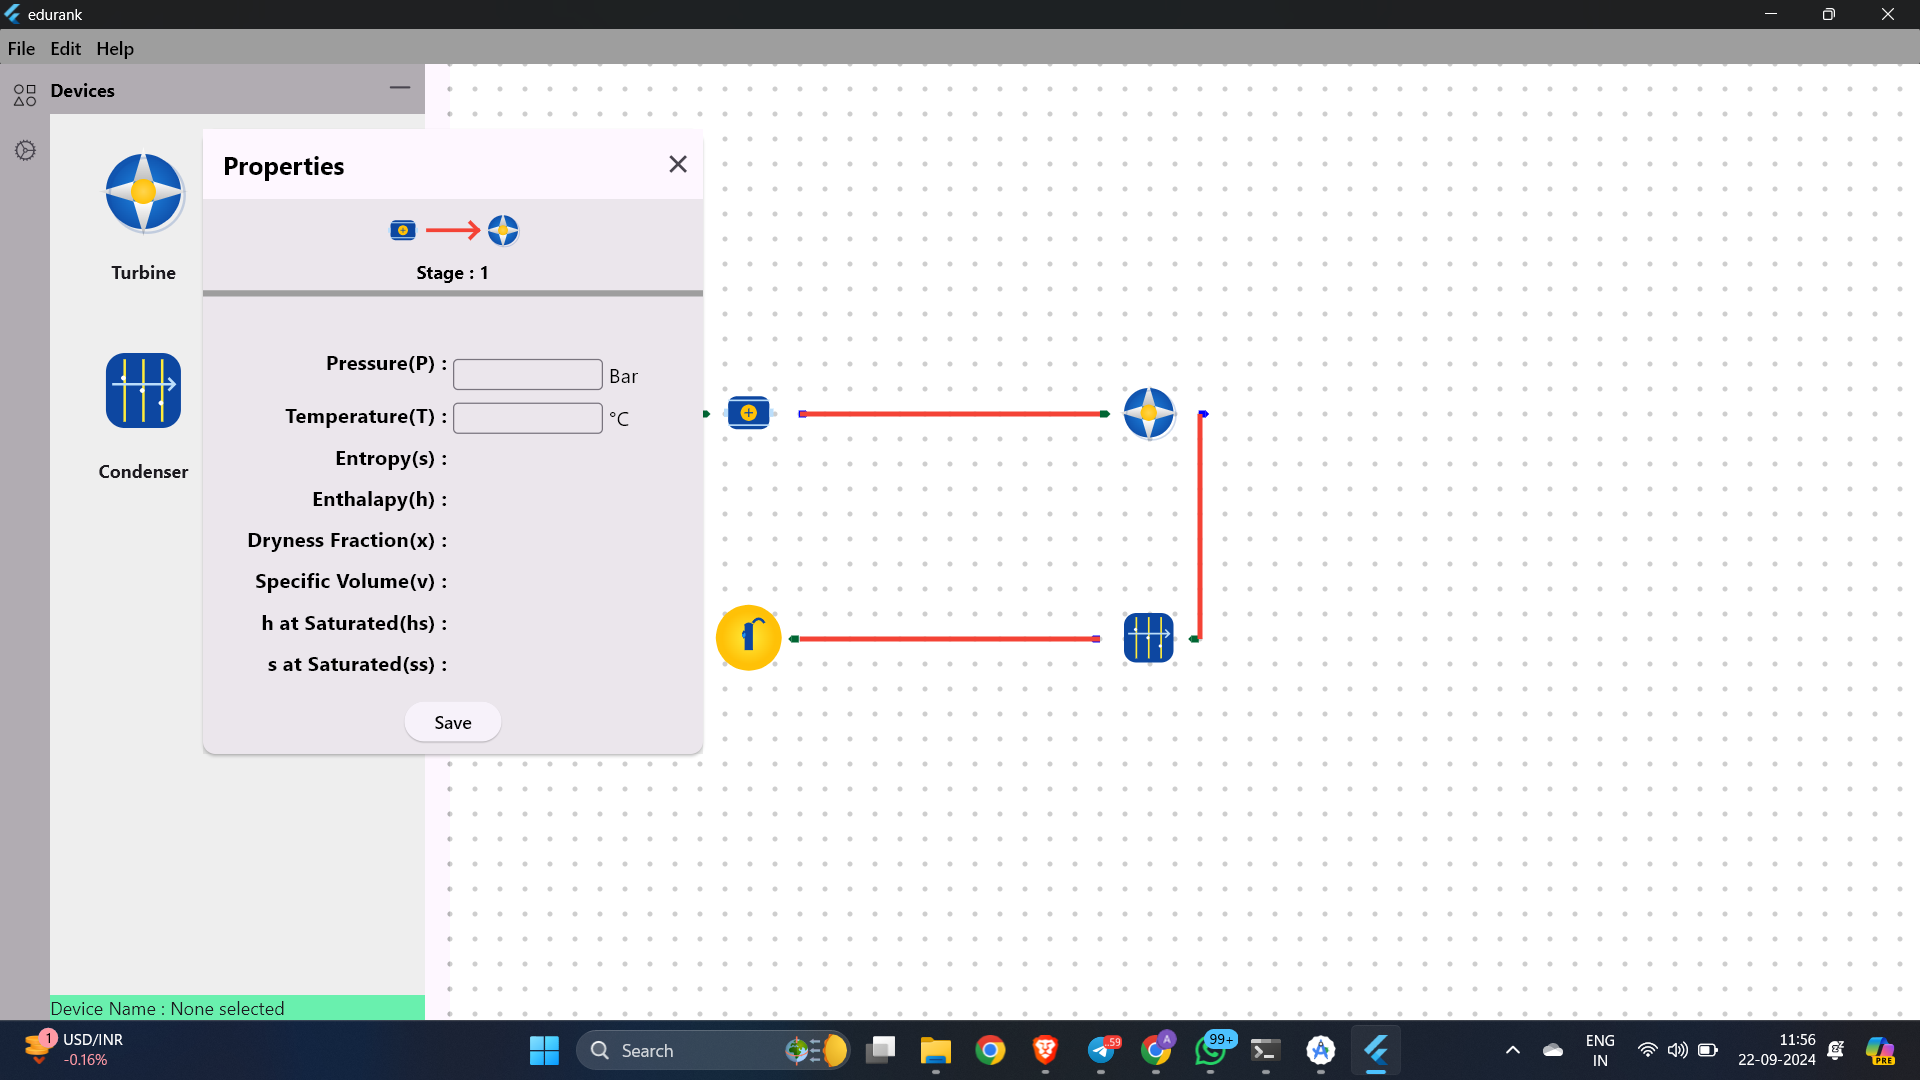 edurank
File Edit Help
Devices
Properties
Turbine
Stage : 1
Pressure(P) : Bar
Temperature(T) : °C
Entropy(s) :
Condenser
Enthalapy(h) :
Dryness Fraction(x) :
Specific Volume(v) :
h at Saturated(hs) :
s at Saturated(ss) :
Save
Device Name : None selected
1 USD/INR
-0.16%
Search
59
A
99+
ENG
IN
11:56
22-09-2024
PRE